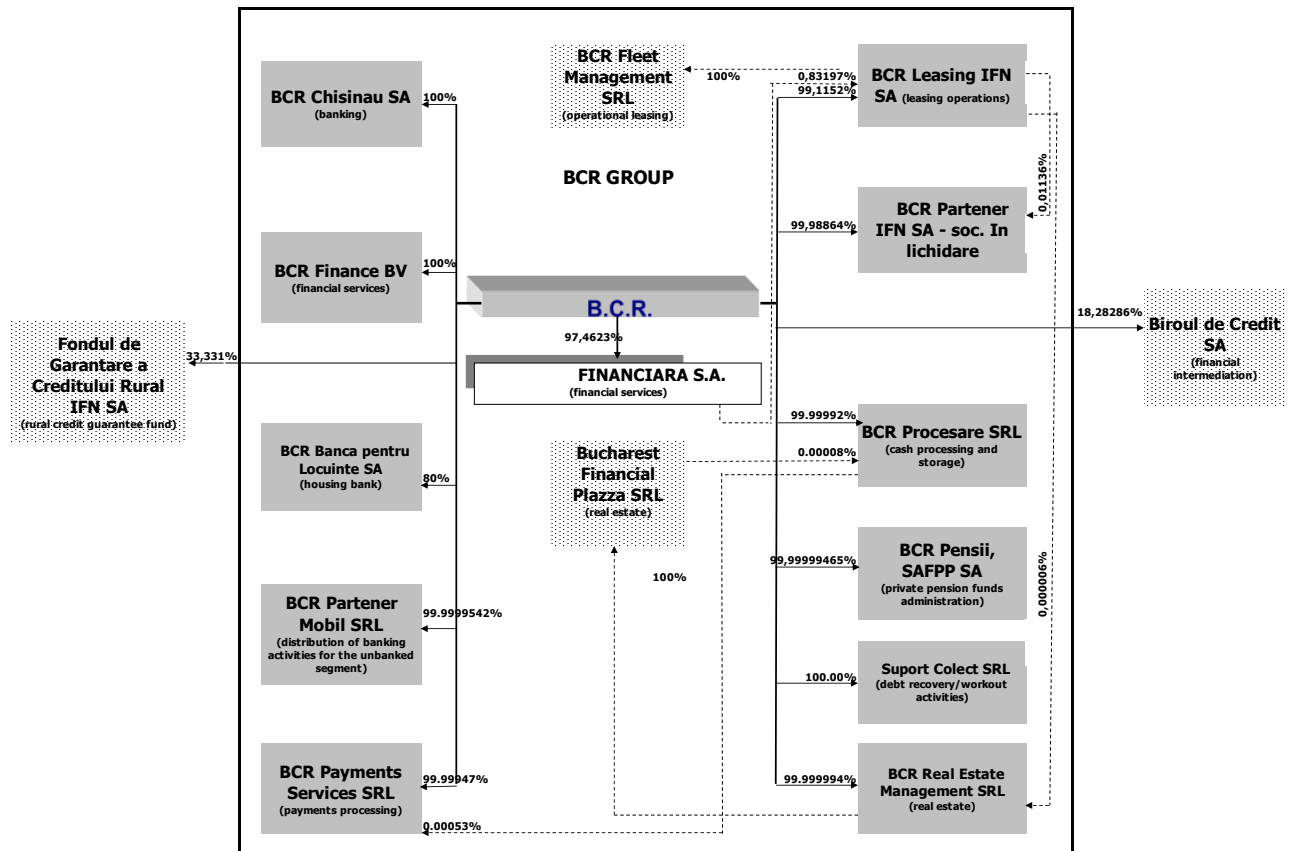 BCR Chisinau SA
(banking)
100%
BCR Fleet
Management
SRL
(operational leasing)
100%
0,83197%
99,1152%
BCR Leasing IFN
SA (leasing operations)
BCR GROUP
0,01136%
BCR Partener
IFN SA - soc. In
lichidare
99,98864%
BCR Finance BV
(financial services)
100%
B.C.R.
97,4623%
FINANCIARA S.A.
(financial services)
18,28286%
Biroul de Credit
SA
(financial
intermediation)
Fondul de
Garantare a
Creditului Rural
IFN SA
(rural credit guarantee fund)
33,331%
BCR Banca pentru
Locuinte SA
(housing bank)
80%
Bucharest
Financial
Plazza SRL
(real estate)
99.99992%
0.00008%
BCR Procesare SRL
(cash processing and
storage)
100%
99,99999465%
BCR Pensii,
SAFPP SA
(private pension funds
administration)
0,000006%
BCR Partener
Mobil SRL
(distribution of banking
activities for the unbanked
segment)
99.9999542%
100.00%
Suport Colect SRL
(debt recovery/workout
activities)
BCR Payments
Services SRL
(payments processing)
99.99947%
0.00053%
99.999994%
BCR Real Estate
Management SRL
(real estate)